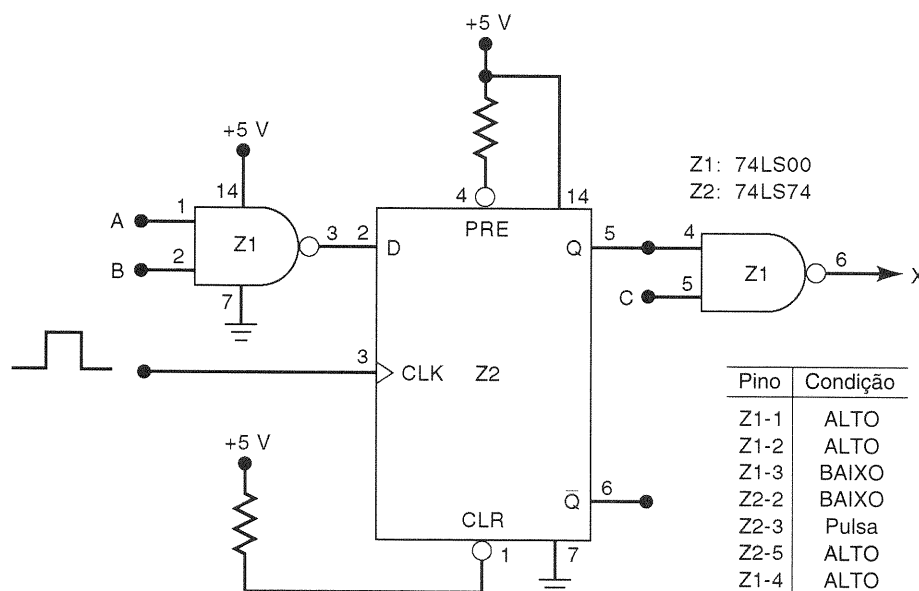 +5 V
+5 V
Z1: 74LS00
Z2: 74LS74
14
4
14
A
1
PRE
Z1
3
2
D
Q
5
4
B
2
Z1
6
X
7
C
5
3
CLK
Z2
Pino Condição
Z1-1 ALTO
Z1-2 ALTO
+5 V
Z1-3 BAIXO
Z2-2 BAIXO
Q
6
Z2-3 Pulsa
CLR
Z2-5 ALTO
1
7
Z1-4 ALTO